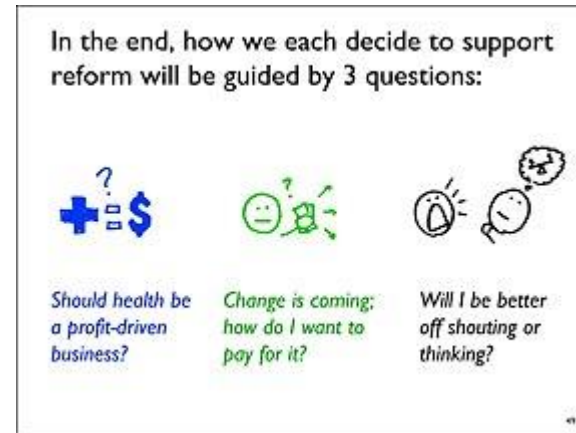 In the end, how we each decide to support
reform will be guided by 3 questions:
?
= $
?
Should health be
a profit-driven
business?
Change is coming;
how do I want to
pay for it?
Will I be better
off shouting or
thinking?